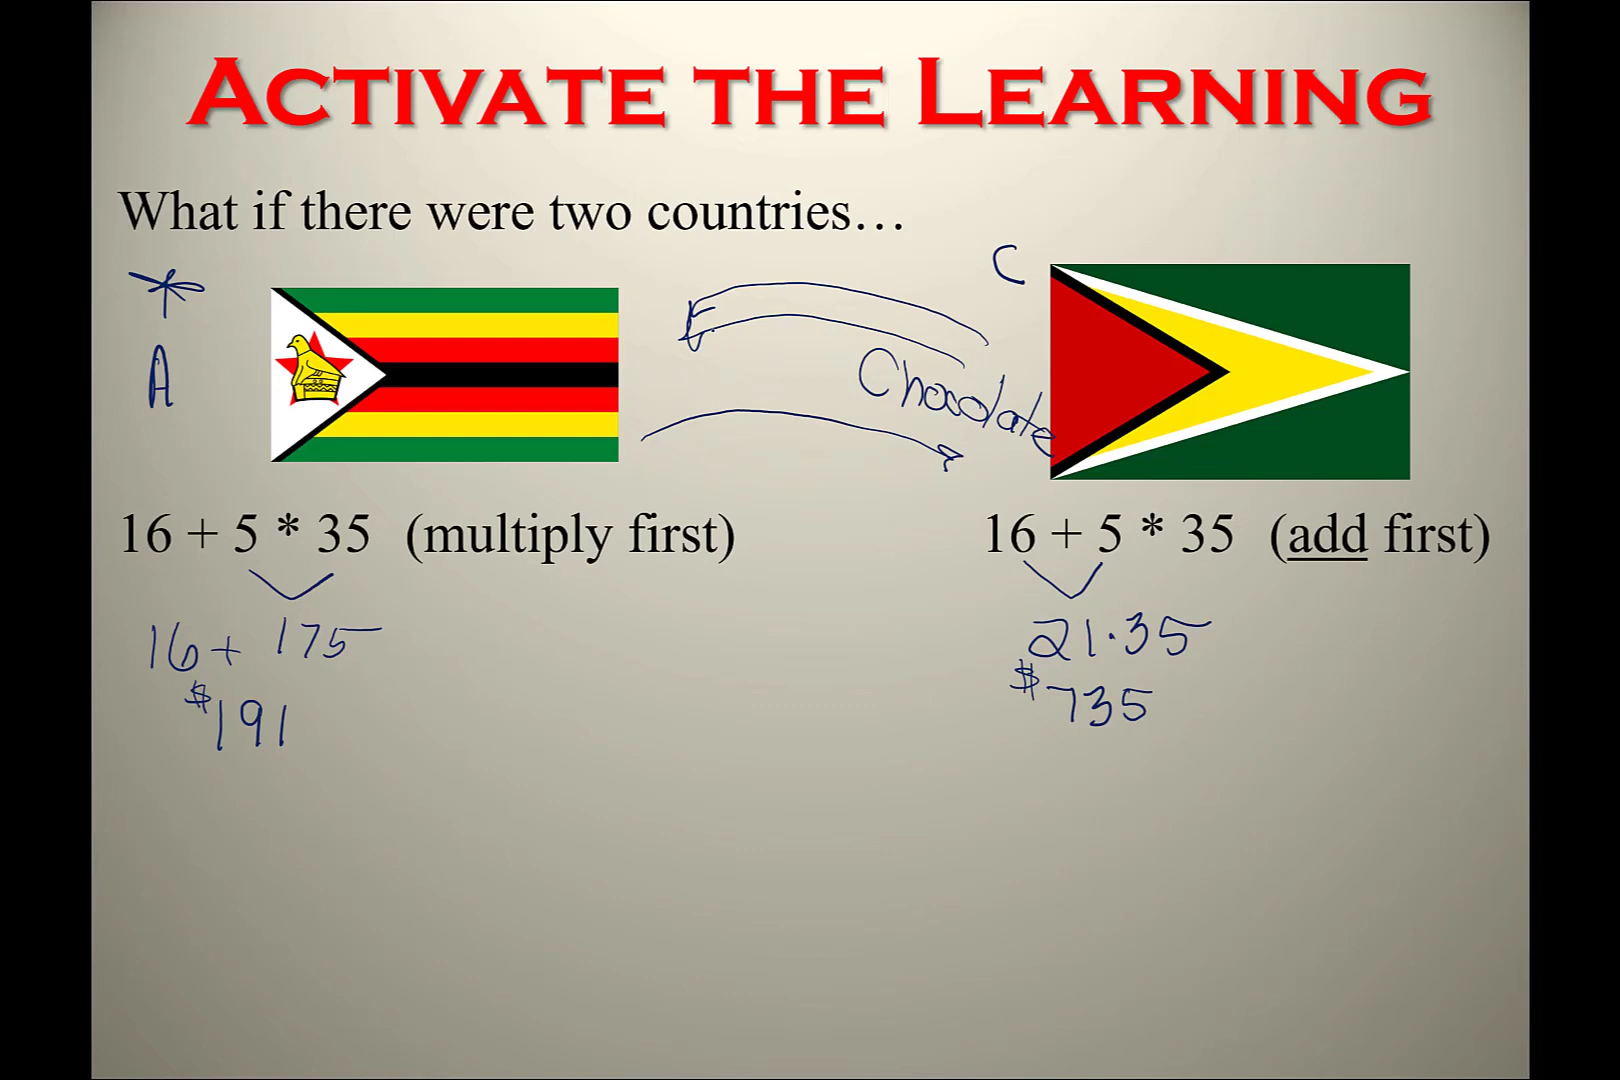 ACTIVATE THE LEARNING
What if there were two countries…
*
A
C
Chocolate
16 + 5 * 35 (multiply first)
16 + 5 * 35 (add first)
16 + 175
$191
21·35
$735